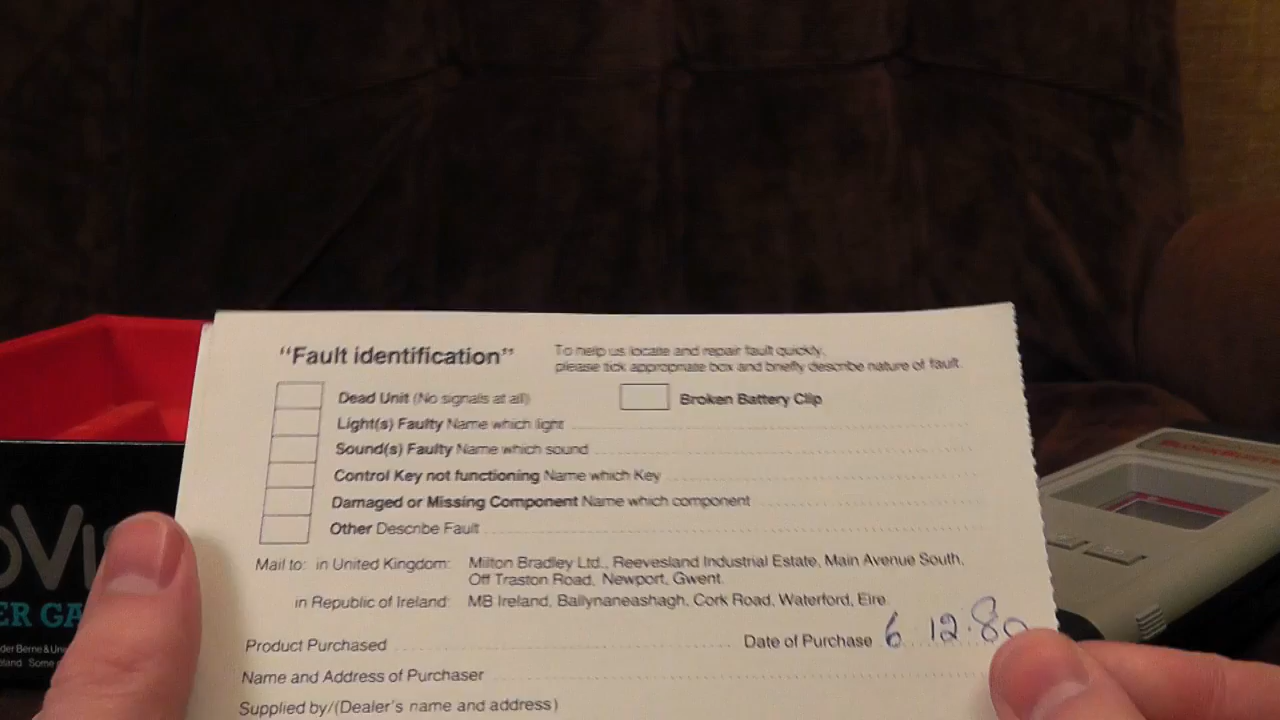 "Fault identification"
To help us locate and repair fault quickly,
please tick appropriate box and briefly describe nature of fault.
Dead Unit (No signals at all)
Broken Battery Clip
Light(s) Faulty Name which light
Sound(s) Faulty Name which sound
Control Key not functioning Name which Key
Damaged or Missing Component Name which component
Other Describe Fault
Mail to: in United Kingdom: Milton Bradley Ltd., Reevesland Industrial Estate, Main Avenue South,
Off Traston Road, Newport, Gwent.
in Republic of Ireland: MB Ireland, Ballynaneashagh, Cork Road, Waterford, Eire.
Product Purchased
Date of Purchase 6 12.80
Name and Address of Purchaser
Supplied by/(Dealer's name and address)
BLOCKBUSTER